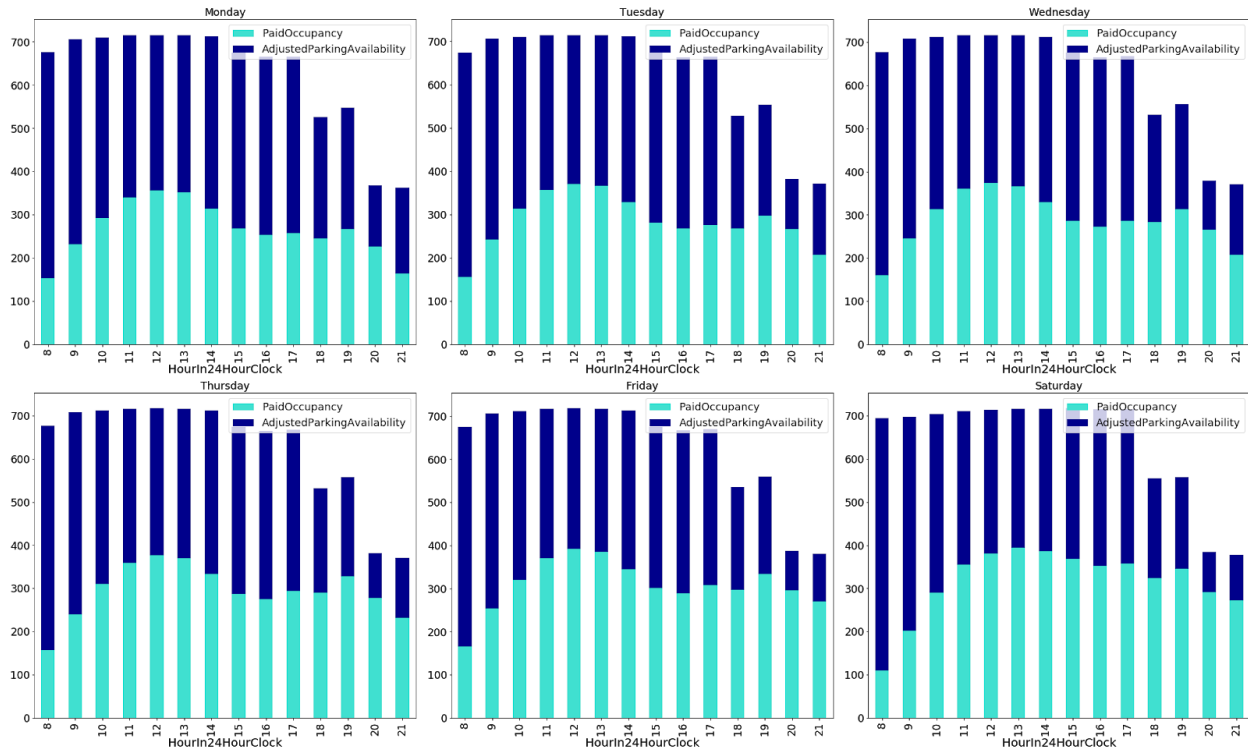 Monday
PaidOccupancy
AdjustedParkingAvailability
700
600
500
400
300
200
100
0
8 9 10 11 12 13 14 15 16 17 18 19 20 21
HourIn24HourClock
Tuesday
PaidOccupancy
AdjustedParkingAvailability
700
600
500
400
300
200
100
0
8 9 10 11 12 13 14 15 16 17 18 19 20 21
HourIn24HourClock
Wednesday
PaidOccupancy
AdjustedParkingAvailability
700
600
500
400
300
200
100
0
8 9 10 11 12 13 14 15 16 17 18 19 20 21
HourIn24HourClock
Thursday
PaidOccupancy
AdjustedParkingAvailability
700
600
500
400
300
200
100
0
8 9 10 11 12 13 14 15 16 17 18 19 20 21
HourIn24HourClock
Friday
PaidOccupancy
AdjustedParkingAvailability
700
600
500
400
300
200
100
0
8 9 10 11 12 13 14 15 16 17 18 19 20 21
HourIn24HourClock
Saturday
PaidOccupancy
AdjustedParkingAvailability
700
600
500
400
300
200
100
0
8 9 10 11 12 13 14 15 16 17 18 19 20 21
HourIn24HourClock